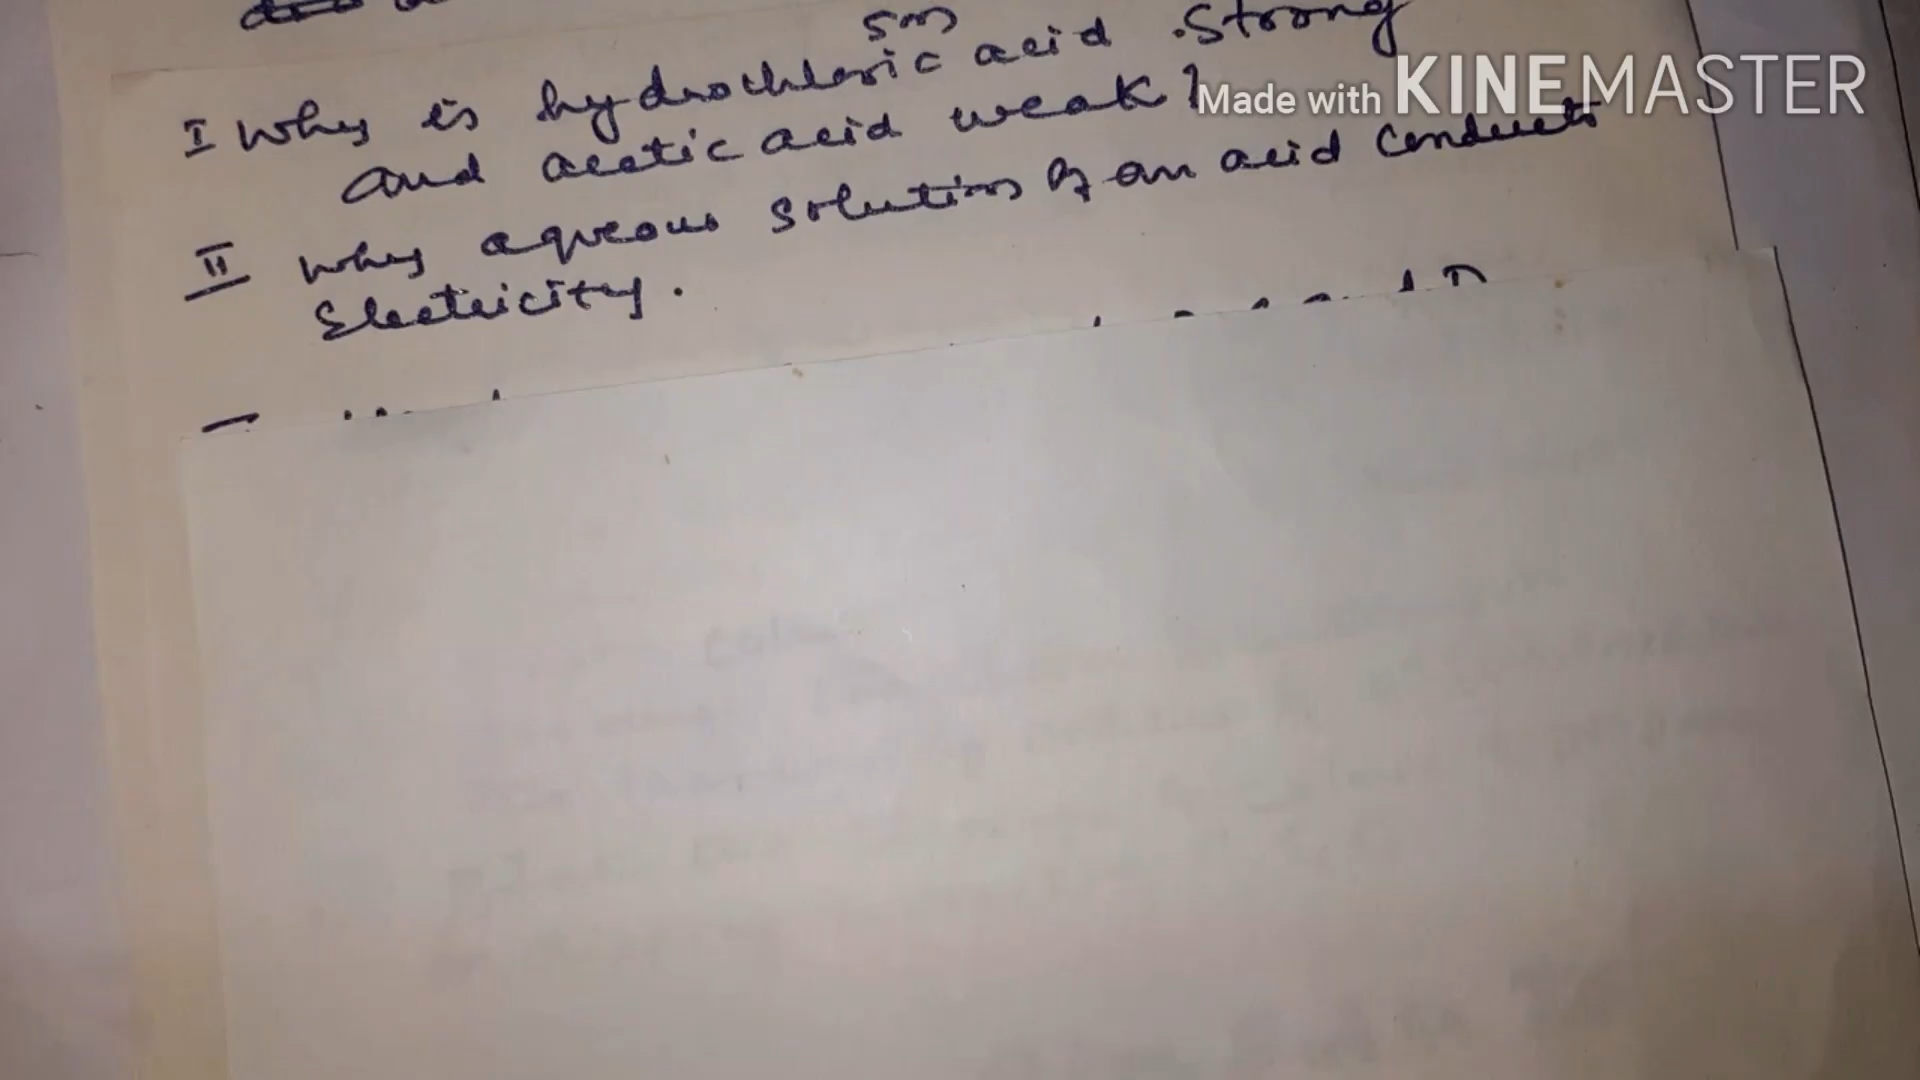 I Why is hydrochloric acid strong
and acetic acid weak?
II Why aqueous solution of an acid conducts
Electricity.
Made with KINEMASTER